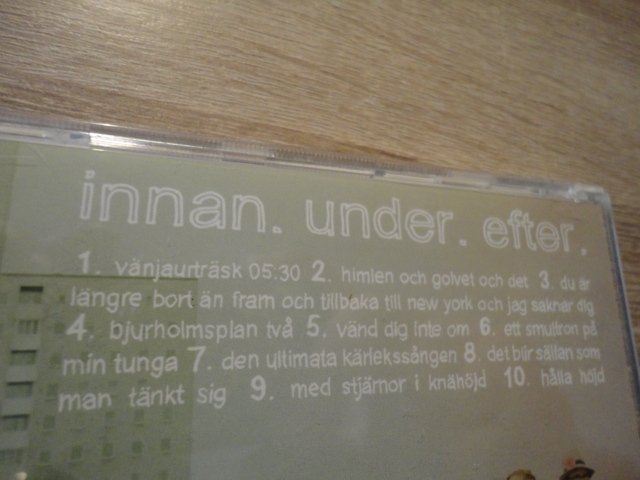 innan. under. efter.
1. vänjaurträsk 05:30 2. himlen och golvet och det 3. du är
längre bort än fram och tillbaka till new york och jag saknar dig
4. bjurholmsplan två 5. vänd dig inte om 6. ett smultron på
min tunga 7. den ultimata kärlekssången 8. det blir sällan som
man tänkt sig 9. med stjärnor i knähöjd 10. hålla höjd